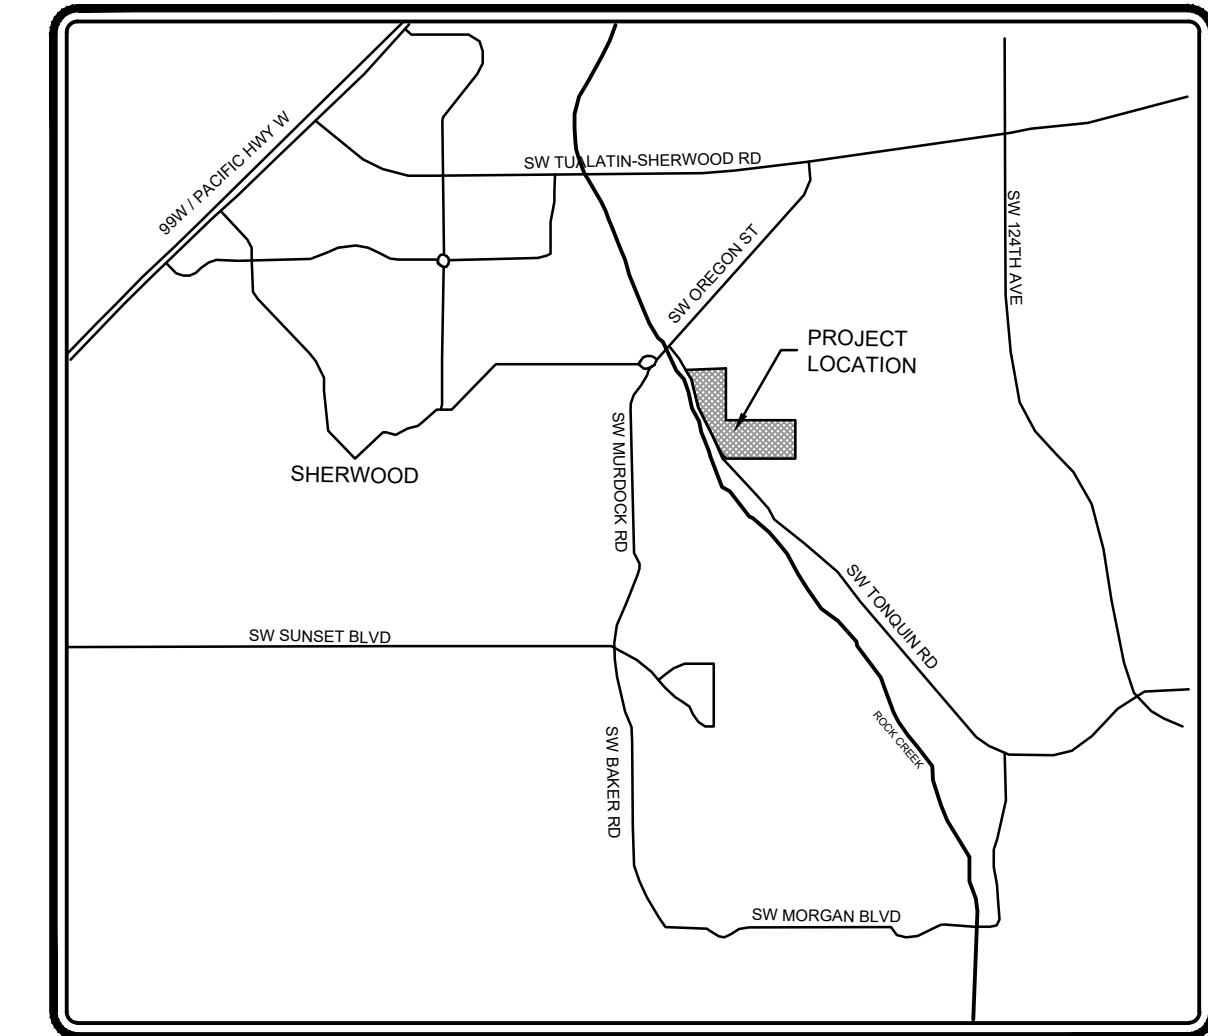 99W / PACIFIC HWY W
SW TUALATIN-SHERWOOD RD
SW 124TH AVE
SW OREGON ST
PROJECT
LOCATION
SHERWOOD
SW MURDOCK RD
SW TONQUIN RD
SW SUNSET BLVD
ROCK CREEK
SW BAKER RD
SW MORGAN BLVD